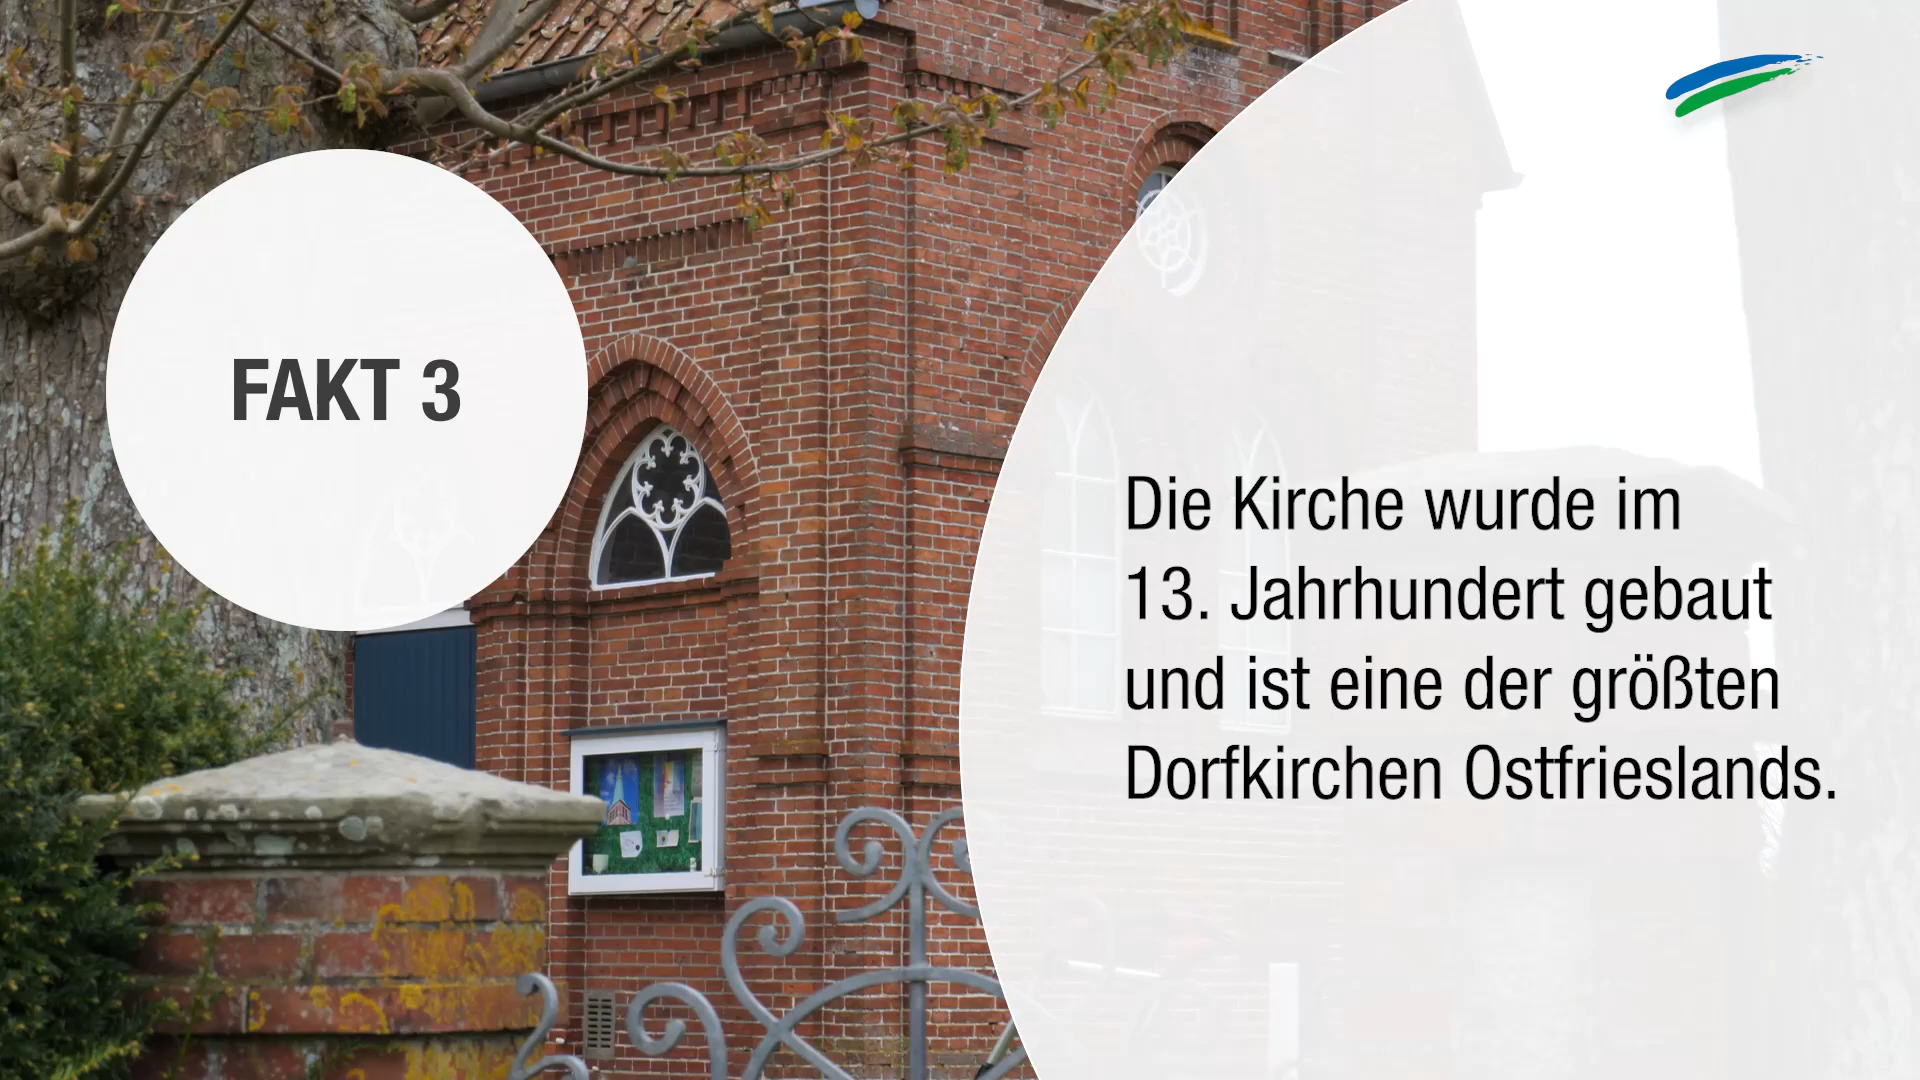 FAKT 3
Die Kirche wurde im
13. Jahrhundert gebaut
und ist eine der größten
Dorfkirchen Ostfrieslands.